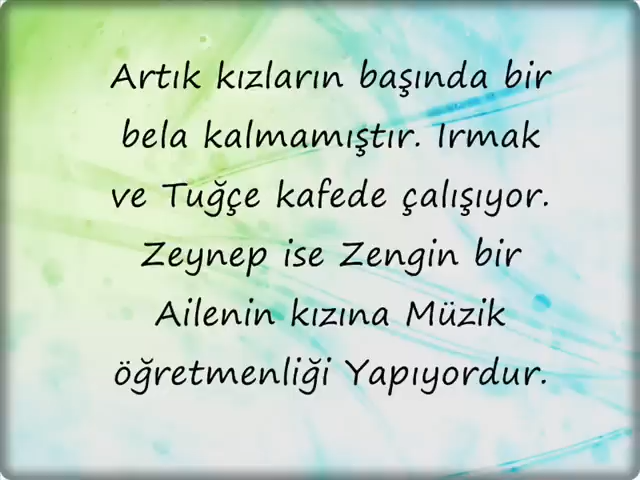 Artık kızların başında bir
bela kalmamıştır. Irmak
ve Tuğçe kafede çalışıyor.
Zeynep ise Zengin bir
Ailenin kızına Müzik
öğretmenliği Yapıyordur.